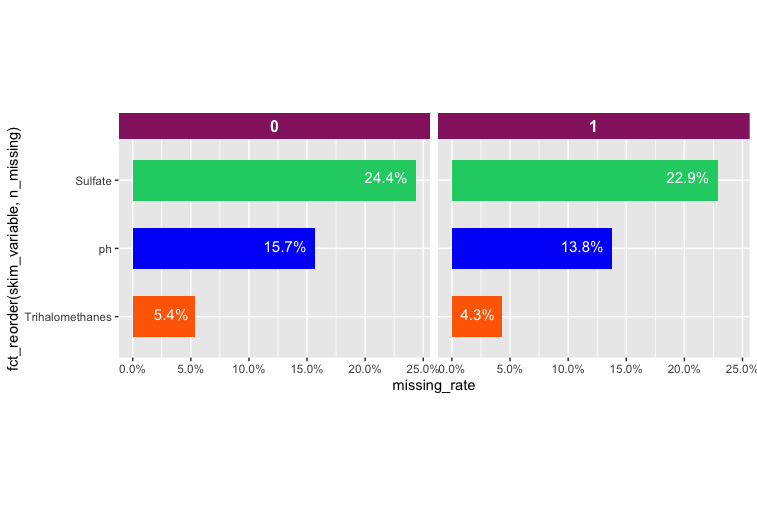 fct_reorder(skim_variable, n_missing)
0
1
Sulfate
24.4%
22.9%
ph
15.7%
13.8%
Trihalomethanes
5.4%
4.3%
0.0% 5.0% 10.0% 15.0% 20.0% 25.0%
0.0% 5.0% 10.0% 15.0% 20.0% 25.0%
missing_rate